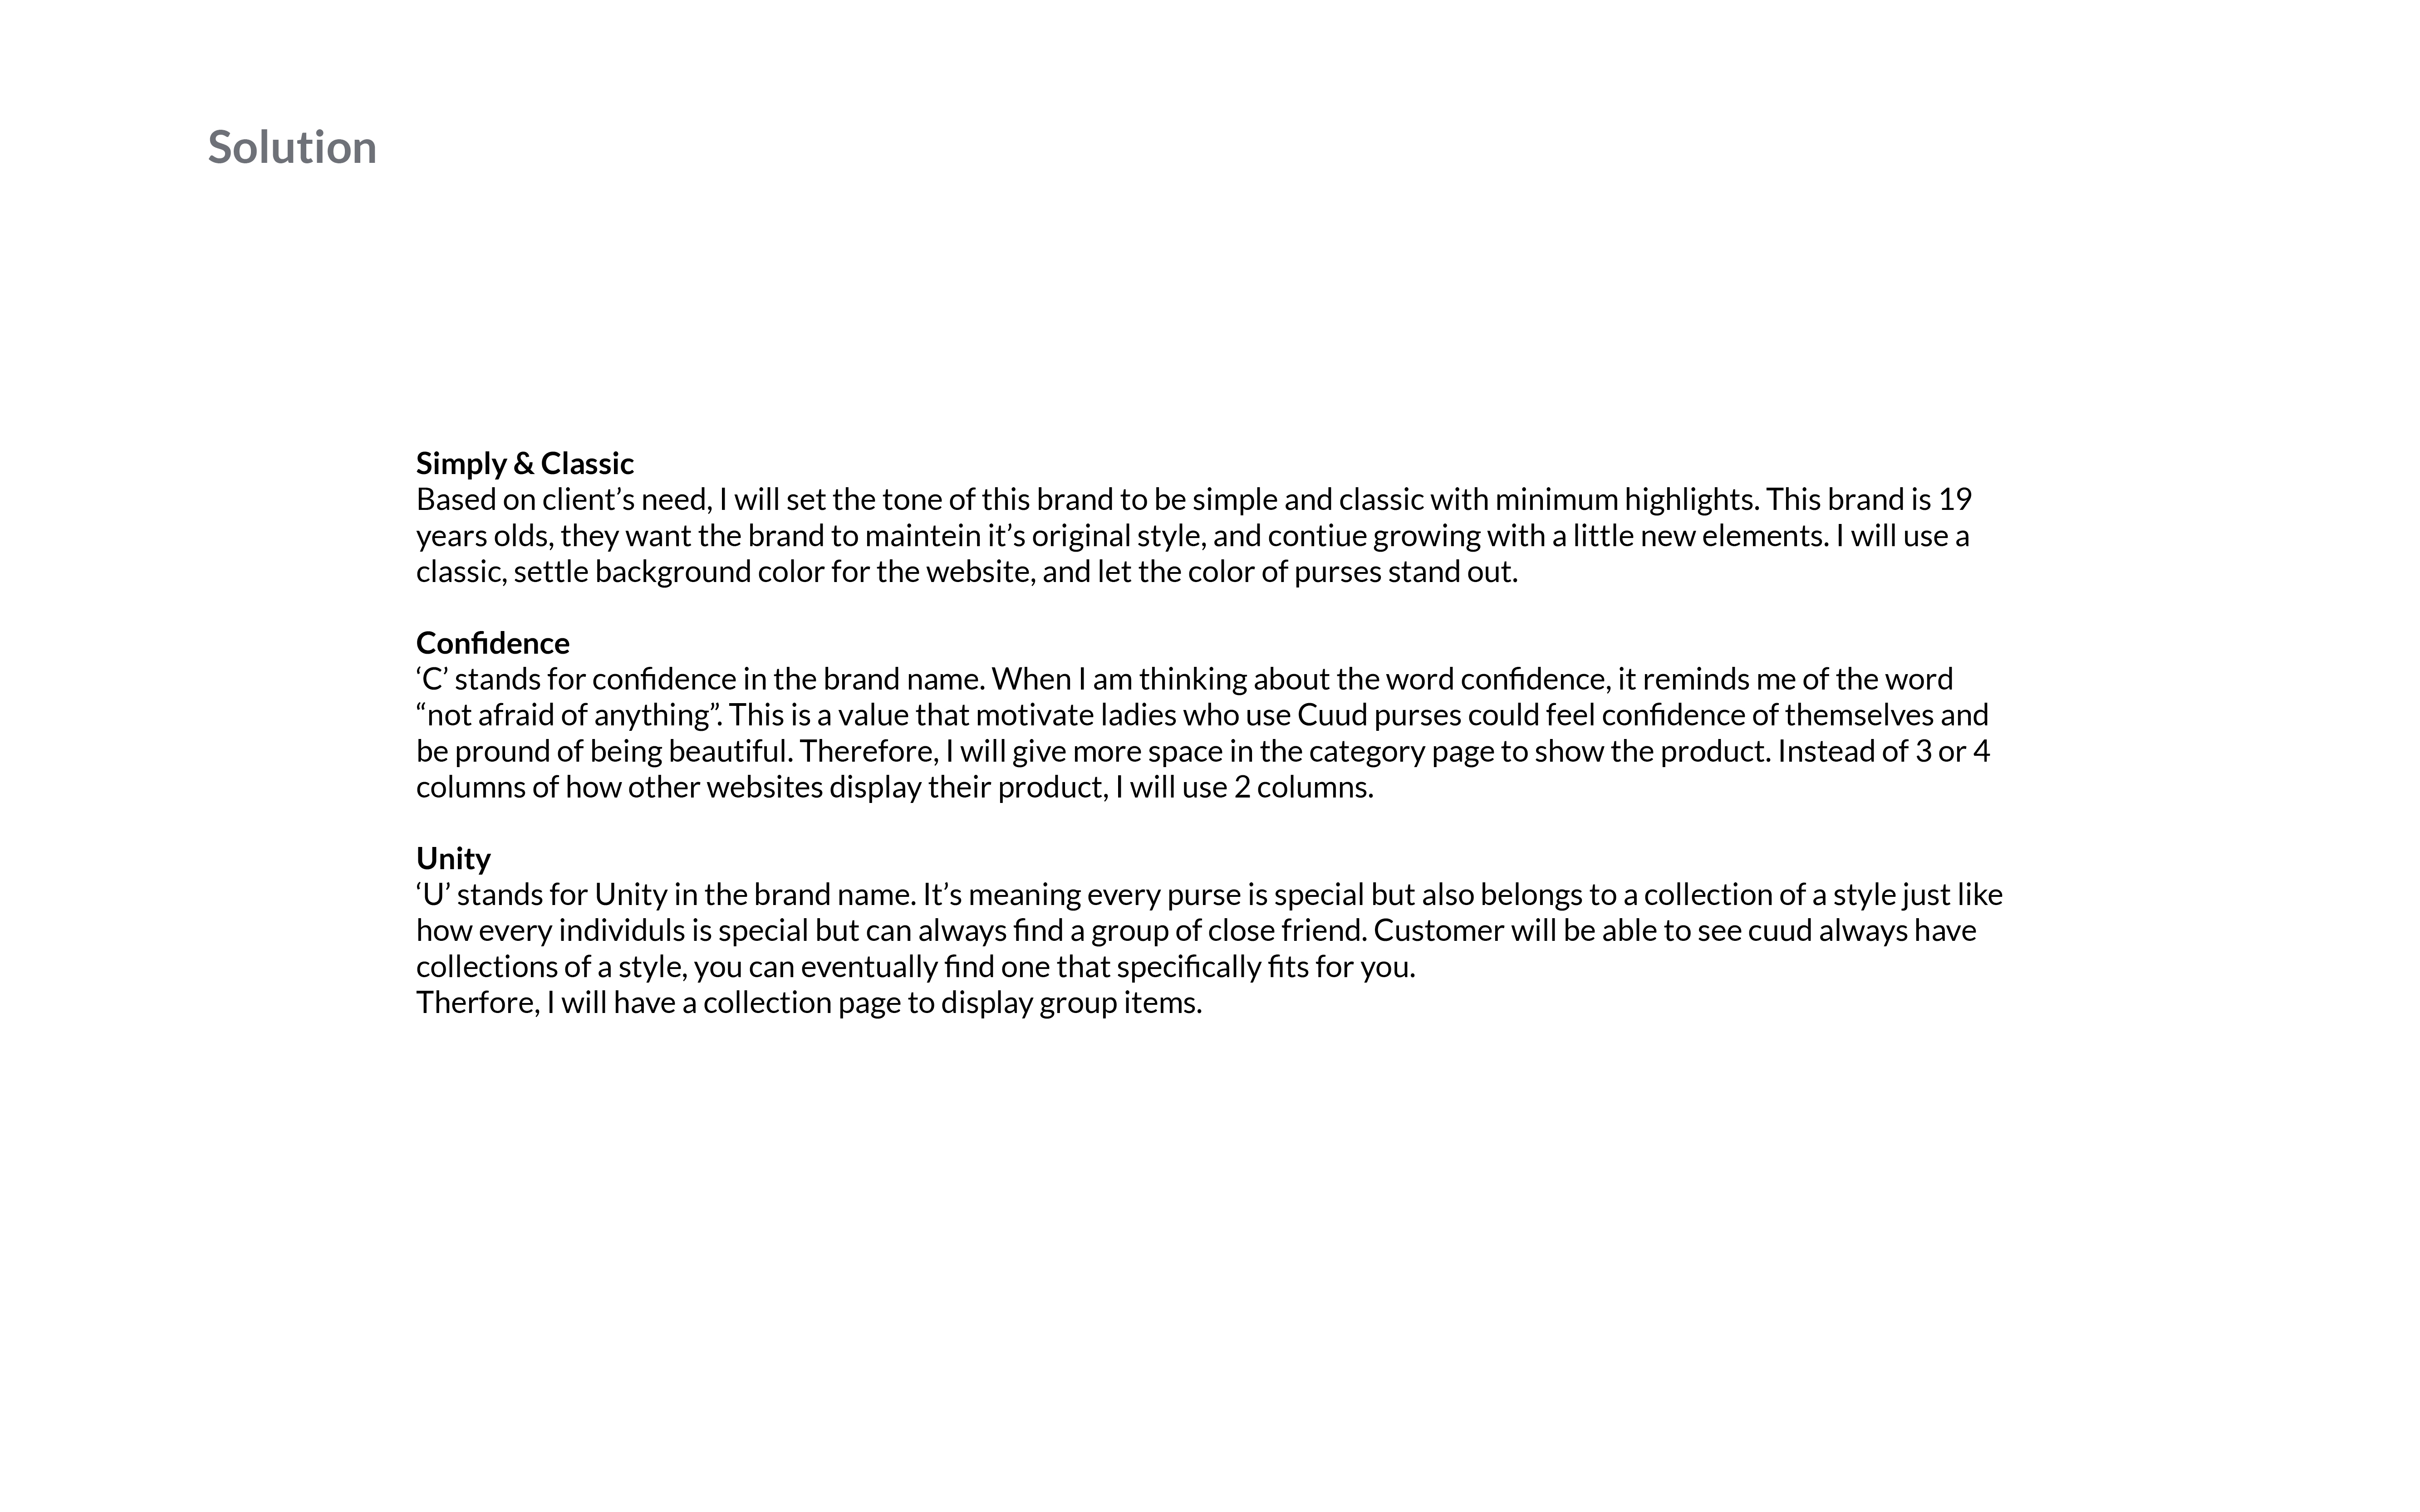 Solution
Simply & Classic
Based on client’s need, I will set the tone of this brand to be simple and classic with minimum highlights. This brand is 19
years olds, they want the brand to maintein it’s original style, and contiue growing with a little new elements. I will use a
classic, settle background color for the website, and let the color of purses stand out.
Confidence
‘C’ stands for confidence in the brand name. When I am thinking about the word confidence, it reminds me of the word
“not afraid of anything”. This is a value that motivate ladies who use Cuud purses could feel confidence of themselves and
be pround of being beautiful. Therefore, I will give more space in the category page to show the product. Instead of 3 or 4
columns of how other websites display their product, I will use 2 columns.
Unity
‘U’ stands for Unity in the brand name. It’s meaning every purse is special but also belongs to a collection of a style just like
how every individuls is special but can always find a group of close friend. Customer will be able to see cuud always have
collections of a style, you can eventually find one that specifically fits for you.
Therfore, I will have a collection page to display group items.